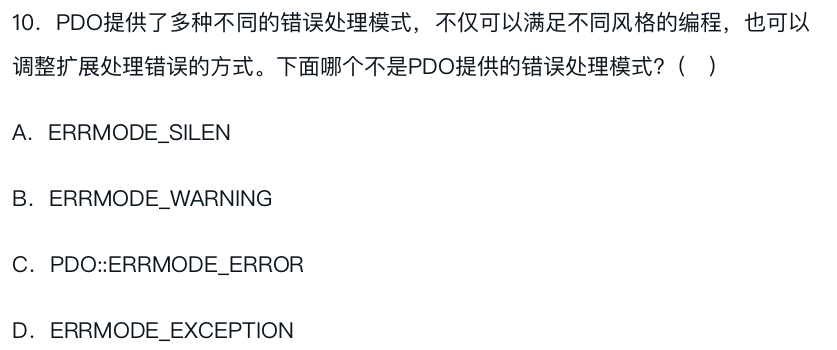 10．PDO提供了多种不同的错误处理模式，不仅可以满足不同风格的编程，也可以
调整扩展处理错误的方式。下面哪个不是PDO提供的错误处理模式?（　）
A．ERRMODE_SILEN
B．ERRMODE_WARNING
C．PDO::ERRMODE_ERROR
D．ERRMODE_EXCEPTION